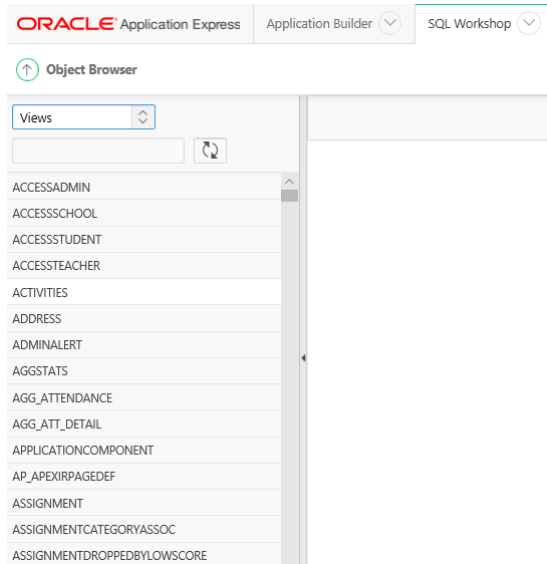 ORACLE Application Express Application Builder SQL Workshop
Object Browser
Views
ACCESSADMIN
ACCESSSCHOOL
ACCESSSTUDENT
ACCESSTEACHER
ACTIVITIES
ADDRESS
ADMINALERT
AGGSTATS
AGG_ATTENDANCE
AGG_ATT_DETAIL
APPLICATIONCOMPONENT
AP_APEXIRPAGEDEF
ASSIGNMENT
ASSIGNMENTCATEGORYASSOC
ASSIGNMENTDROPPEDBYLOWSCORE